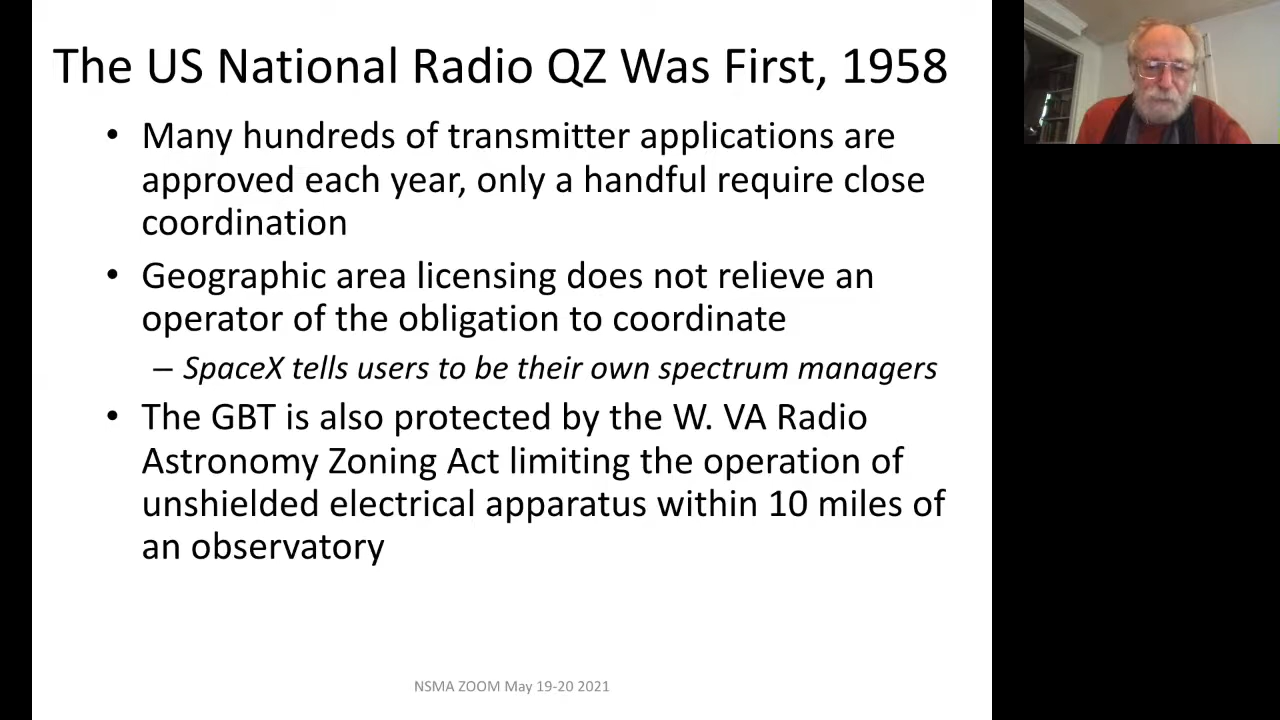 The US National Radio QZ Was First, 1958
• Many hundreds of transmitter applications are
approved each year, only a handful require close
coordination
• Geographic area licensing does not relieve an
operator of the obligation to coordinate
– SpaceX tells users to be their own spectrum managers
• The GBT is also protected by the W. VA Radio
Astronomy Zoning Act limiting the operation of
unshielded electrical apparatus within 10 miles of
an observatory
NSMA ZOOM May 19-20 2021